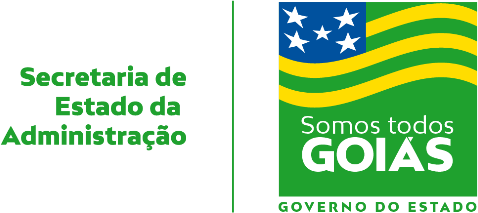 Secretaria de
Estado da
Administração
Somos todos
GOIÁS
GOVERNO DO ESTADO